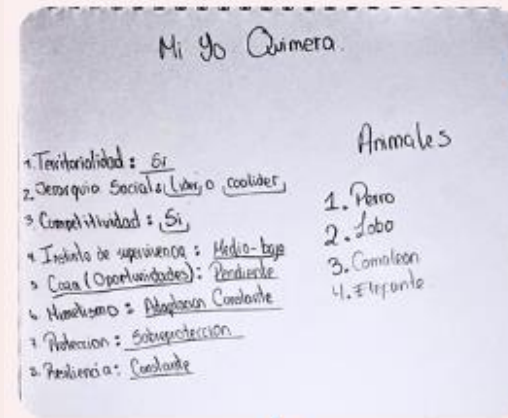 Mi yo Quimera.
1. Territorialidad: Si
2. Jerarquia Social: Lider, o colider,
3. Competitividad: Si,
4. Instinto de supervivencia: Medio-bajo
5. Caza (Oportunidades): Pendiente
6. Mimetismo: Adaptacion Constante
7. Proteccion: Sobreproteccion
8. Resiliencia: Constante
Animales
1. Perro
2. Lobo
3. Camaleon
4. Elefante